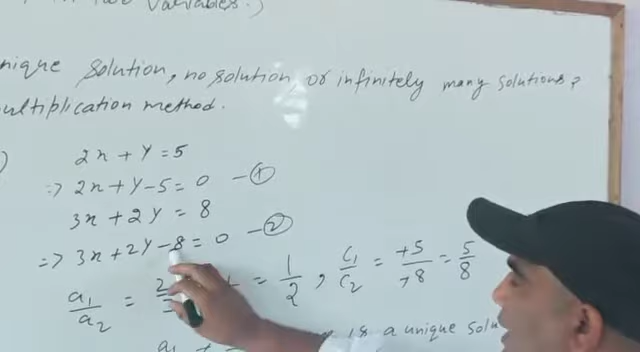 in two variables.)
nique solution, no solution, or infinitely many solutions?
ultiplication method.
)
2x + y = 5
=> 2x + y - 5 = 0 - ①
3x + 2y = 8
=> 3x + 2y - 8 = 0 - ②
a₁/a₂ = 2/ = 1/2, c₁/c₂ = +5/+8 = 5/8
a₁ ≠ is a unique solu